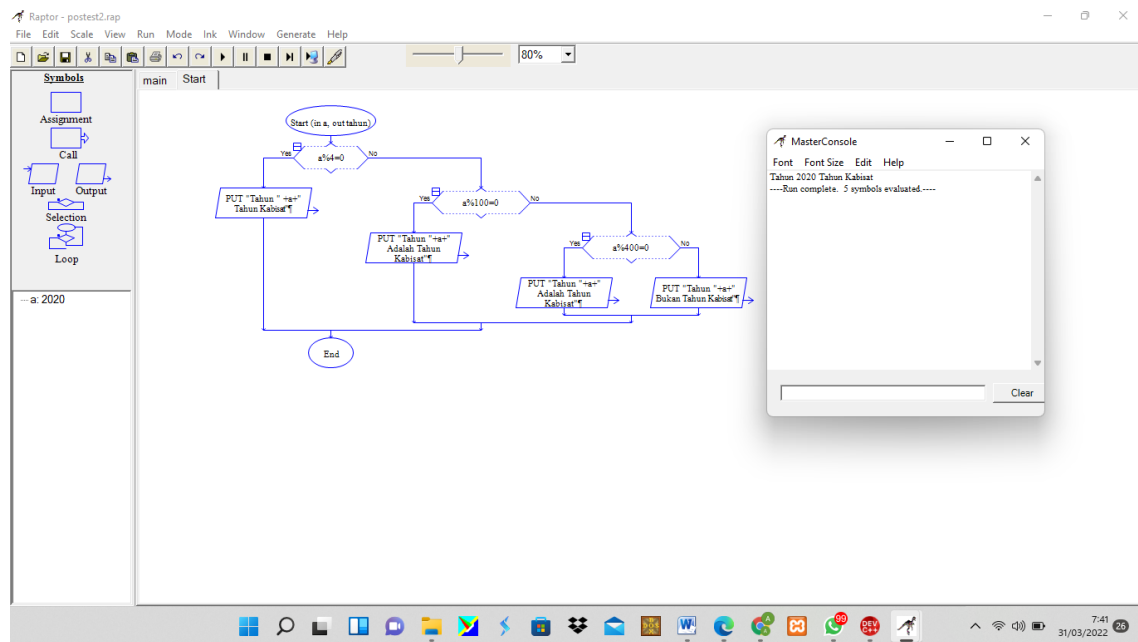 Raptor - postest2.rap
File Edit Scale View Run Mode Ink Window Generate Help
80%
Symbols
Assignment
Call
Input Output
Selection
Loop
a: 2020
main Start
Start (in a, out tahun)
Yes a%4=0 No
PUT "Tahun " +a+"
Tahun Kabisat"¶
Yes a%100=0 No
PUT "Tahun "+a+"
Adalah Tahun
Kabisat"¶
Yes a%400=0 No
PUT "Tahun "+a+"
Adalah Tahun
Kabisat"¶
PUT "Tahun "+a+"
Bukan Tahun Kabisat"¶
End
MasterConsole
Font Font Size Edit Help
Tahun 2020 Tahun Kabisat
----Run complete. 5 symbols evaluated.----
Clear
99
DEV
C++
7:41
31/03/2022
26